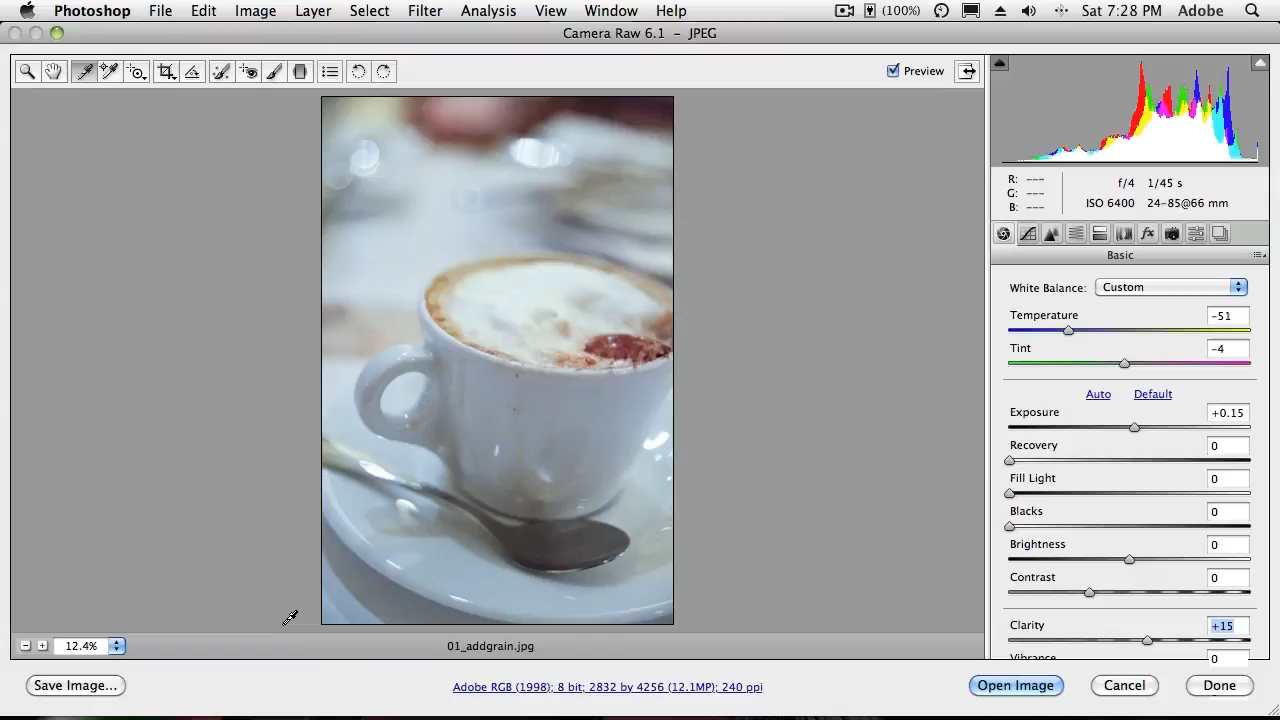 Photoshop File Edit Image Layer Select Filter Analysis View Window Help (100%) Sat 7:28 PM Adobe
Camera Raw 6.1 - JPEG
Preview
R: ---
G: ---
B: ---
f/4 1/45 s
ISO 6400 24-85@66 mm
Basic
White Balance: Custom
Temperature -51
Tint -4
Auto Default
Exposure +0.15
Recovery 0
Fill Light 0
Blacks 0
Brightness 0
Contrast 0
Clarity +15
Vibrance 0
12.4% 01_addgrain.jpg
Save Image... Adobe RGB (1998); 8 bit; 2832 by 4256 (12.1MP); 240 ppi Open Image Cancel Done